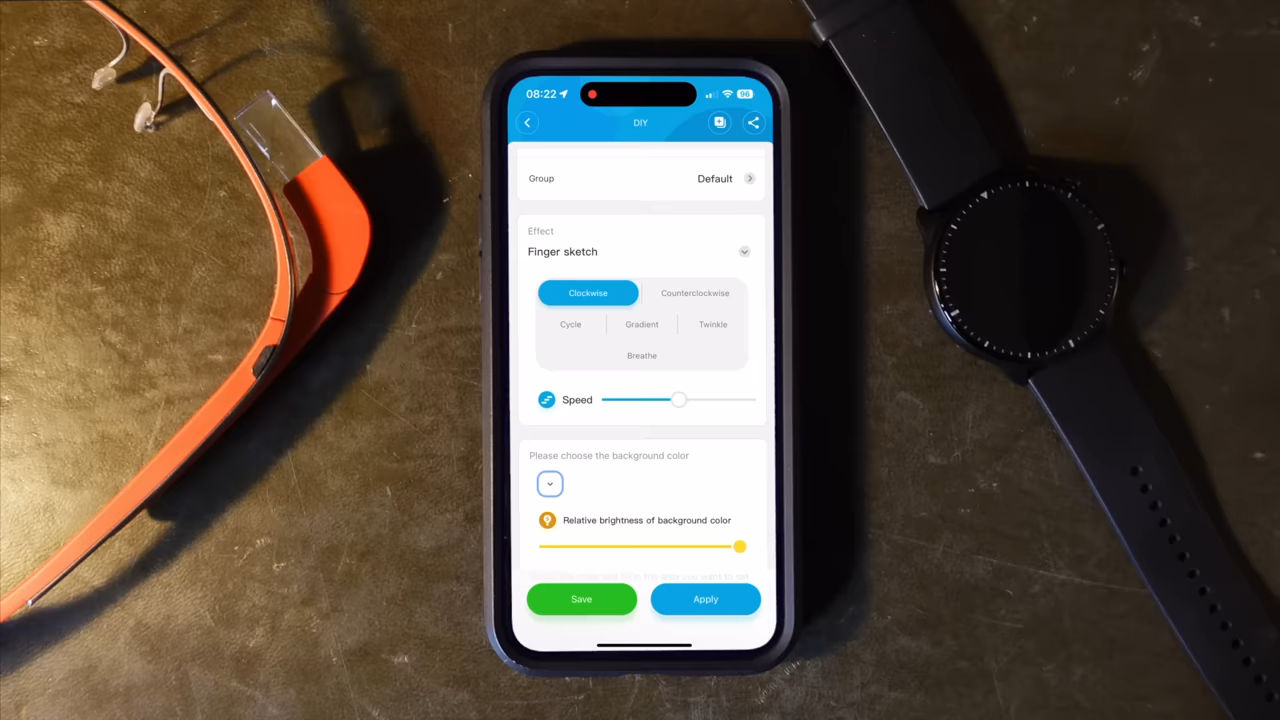 08:22
96
DIY
Group
Default
Effect
Finger sketch
Clockwise
Counterclockwise
Cycle
Gradient
Twinkle
Breathe
Speed
Please choose the background color
Relative brightness of background color
Save
Apply